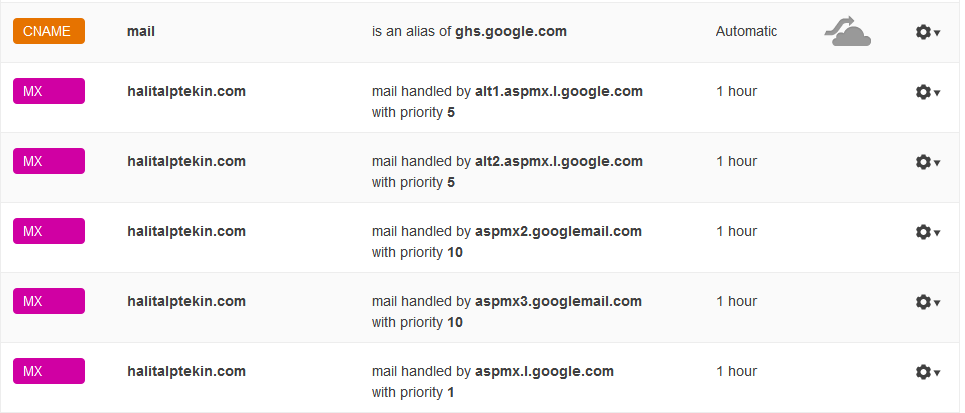 CNAME mail is an alias of ghs.google.com Automatic
MX halitalptekin.com mail handled by alt1.aspmx.l.google.com 1 hour
with priority 5
MX halitalptekin.com mail handled by alt2.aspmx.l.google.com 1 hour
with priority 5
MX halitalptekin.com mail handled by aspmx2.googlemail.com 1 hour
with priority 10
MX halitalptekin.com mail handled by aspmx3.googlemail.com 1 hour
with priority 10
MX halitalptekin.com mail handled by aspmx.l.google.com 1 hour
with priority 1